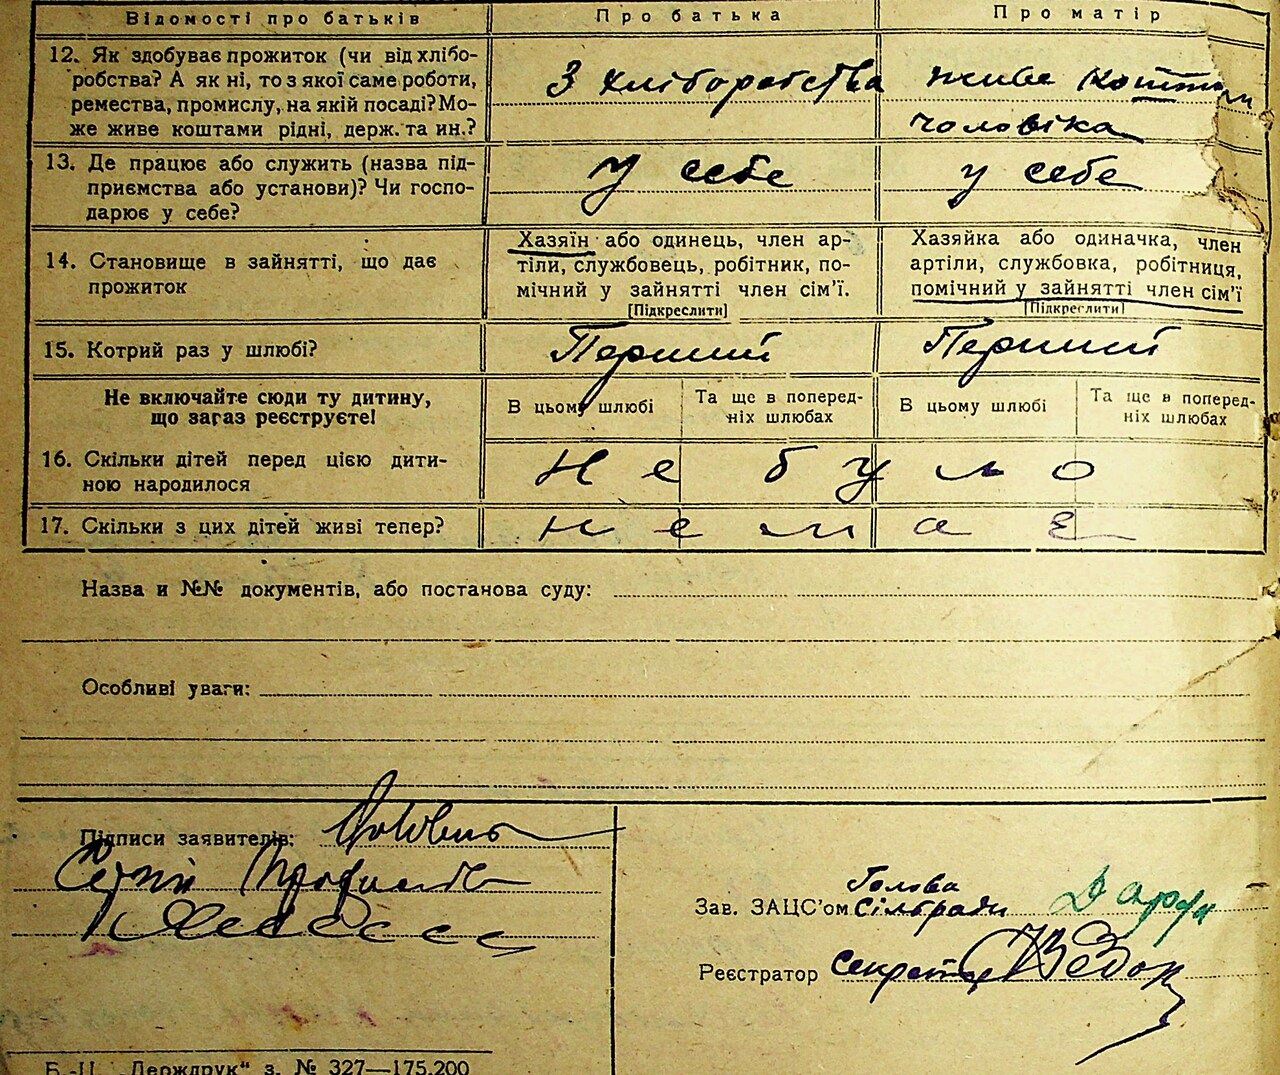 Відомості про батьків Про батька Про матір
12. Як здобуває прожиток (чи від хлібо-
робства? А як ні, то з якої саме роботи,
ремества, промислу, на якій посаді? Мо-
же живе коштами рідні, держ. та ин.?
З хліборобства
живе коштом
чоловіка
13. Де працює або служить (назва під-
приємства або установи)? Чи госпо-
дарює у себе?
у себе
у себе
14. Становище в зайнятті, що дає
прожиток
Хазяїн або одинець, член ар-
тіли, службовець, робітник, по-
мічний у зайнятті член сім'ї.
[Підкреслити]
Хазяйка або одиначка, член
артіли, службовка, робітниця,
помічний у зайнятті член сім'ї
[Підкреслити]
15. Котрий раз у шлюбі?
Перший
Перший
Не включайте сюди ту дитину,
що загаз реєструєте!
В цьому шлюбі
Та ще в поперед-
ніх шлюбах
В цьому шлюбі
Та ще в поперед-
ніх шлюбах
16. Скільки дітей перед цією дити-
ною народилося
Не було
17. Скільки з цих дітей живі тепер?
немає
Назва и №№ документів, або постанова суду:
Особливі уваги:
Підписи заявителів:
Зав. ЗАЦС'ом Голова
Сільради
Реєстратор секретар
Б.-Ц. „Держдрук" з. № 327—175.200